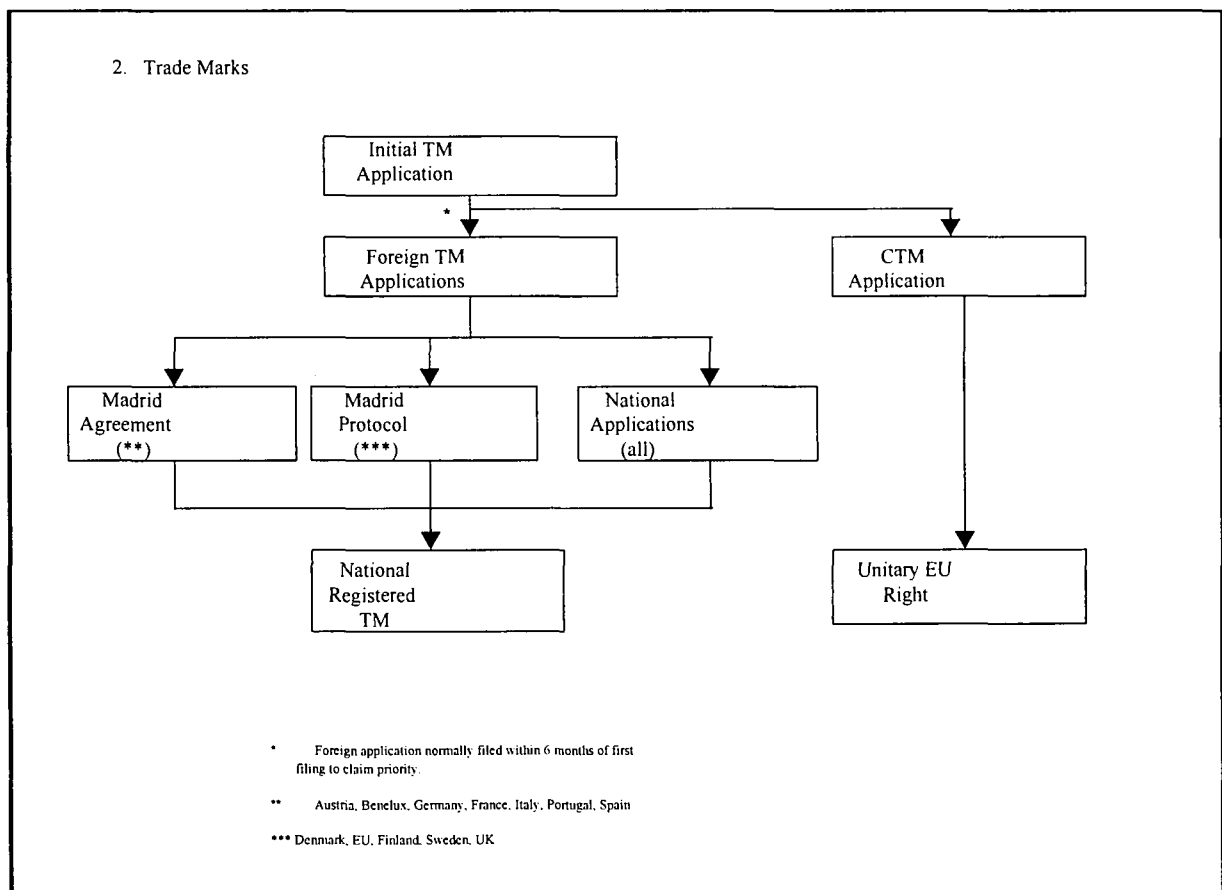 2. Trade Marks
Initial TM
Application
*
Foreign TM
Applications
CTM
Application
Madrid
Agreement
(**)
Madrid
Protocol
(***)
National
Applications
(all)
National
Registered
TM
Unitary EU
Right
* Foreign application normally filed within 6 months of first
filing to claim priority.
** Austria, Benelux, Germany, France, Italy, Portugal, Spain
*** Denmark, EU, Finland, Sweden, UK